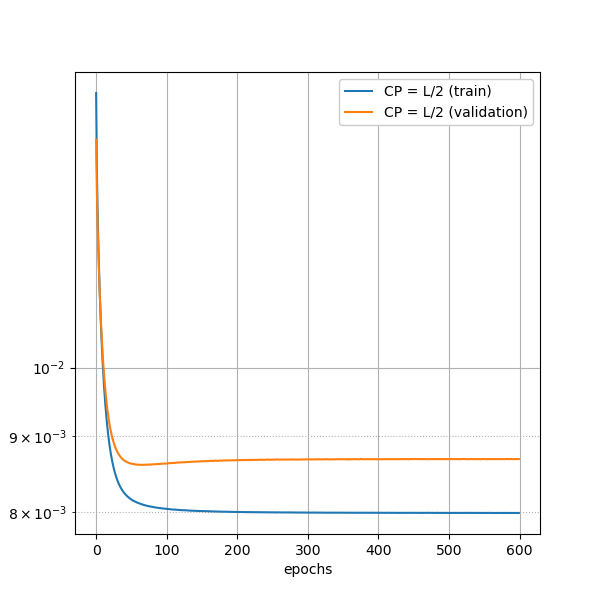 CP = L/2 (train)
CP = L/2 (validation)
10⁻²
9 × 10⁻³
8 × 10⁻³
0 100 200 300 400 500 600
epochs